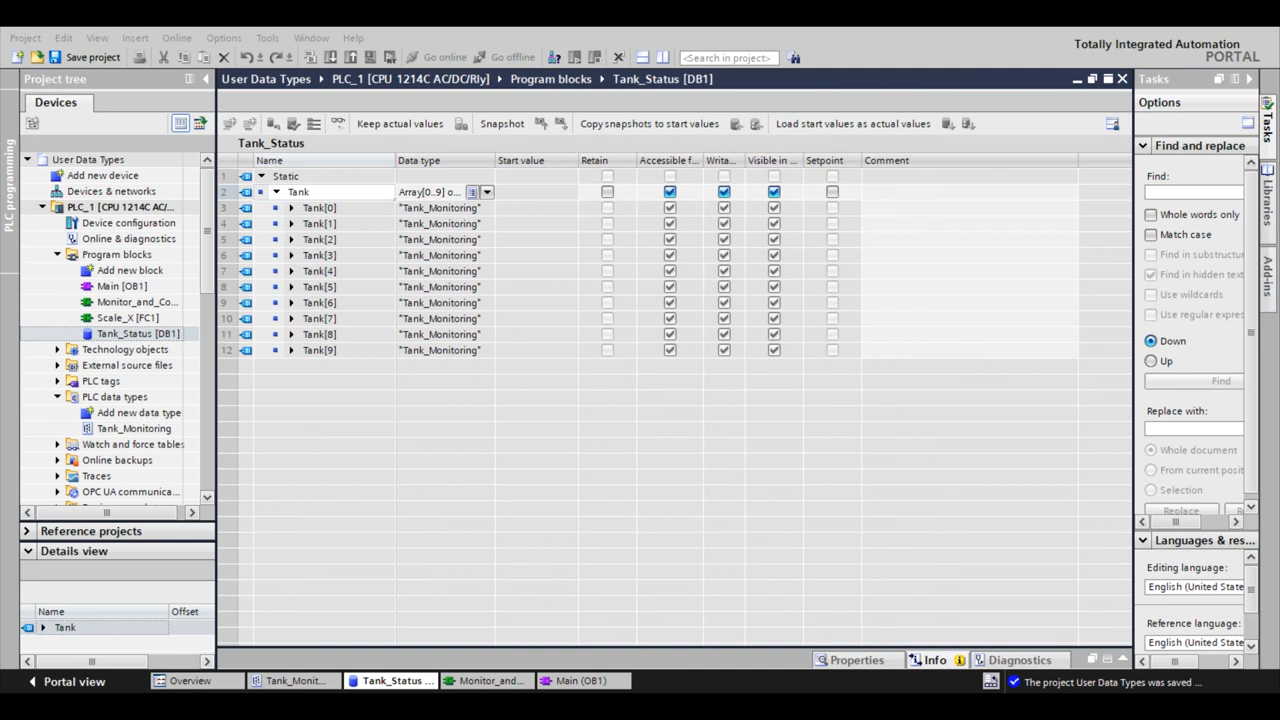 Project Edit View Insert Online Options Tools Window Help
Totally Integrated Automation
PORTAL
Save project Go online Go offline <Search in project>
Project tree
User Data Types PLC_1 [CPU 1214C AC/DC/Rly] Program blocks Tank_Status [DB1]
Tasks
Devices
Options
PLC programming
Keep actual values Snapshot Copy snapshots to start values Load start values as actual values
Tank_Status
Name Data type Start value Retain Accessible f... Writa... Visible in ... Setpoint Comment
1 Static
2 Tank Array[0..9] o...
3 Tank[0] "Tank_Monitoring"
4 Tank[1] "Tank_Monitoring"
5 Tank[2] "Tank_Monitoring"
6 Tank[3] "Tank_Monitoring"
7 Tank[4] "Tank_Monitoring"
8 Tank[5] "Tank_Monitoring"
9 Tank[6] "Tank_Monitoring"
10 Tank[7] "Tank_Monitoring"
11 Tank[8] "Tank_Monitoring"
12 Tank[9] "Tank_Monitoring"
User Data Types
Add new device
Devices & networks
PLC_1 [CPU 1214C AC/...
Device configuration
Online & diagnostics
Program blocks
Add new block
Main [OB1]
Monitor_and_Co...
Scale_X [FC1]
Tank_Status [DB1]
Technology objects
External source files
PLC tags
PLC data types
Add new data type
Tank_Monitoring
Watch and force tables
Online backups
Traces
OPC UA communica...
Reference projects
Details view
Name Offset
Tank
Find and replace
Find:
Whole words only
Match case
Find in substructur
Find in hidden text
Use wildcards
Use regular expres
Down
Up
Find
Replace with:
Whole document
From current posit
Selection
Replace
Languages & res...
Editing language:
English (United State
Reference language:
English (United State
Tasks
Libraries
Add-ins
Properties Info Diagnostics
Portal view Overview Tank_Monit... Tank_Status ... Monitor_and... Main (OB1) The project User Data Types was saved ...